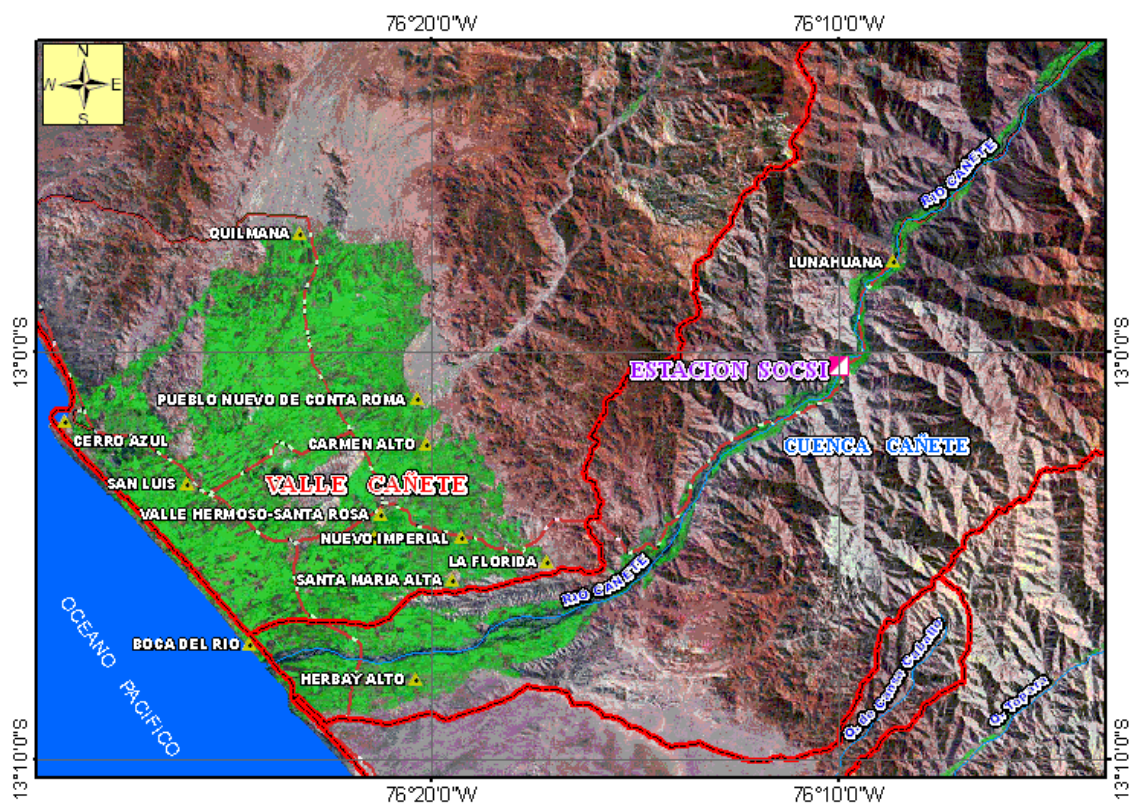 76°20'0"W
76°10'0"W
N
W E
S
RIO CAÑETE
QUILMANA
LUNAHUANA
13°0'0"S
13°0'0"S
ESTACION SOCSI
PUEBLO NUEVO DE CONTA ROMA
CERRO AZUL
CARMEN ALTO
CUENCA CAÑETE
SAN LUIS
VALLE CAÑETE
VALLE HERMOSO-SANTA ROSA
NUEVO IMPERIAL
LA FLORIDA
SANTA MARIA ALTA
RIO CAÑETE
OCEANO PACIFICO
BOCA DEL RIO
HERBAY ALTO
Q. de Caballo
Q. Topara
13°10'0"S
13°10'0"S
76°20'0"W
76°10'0"W